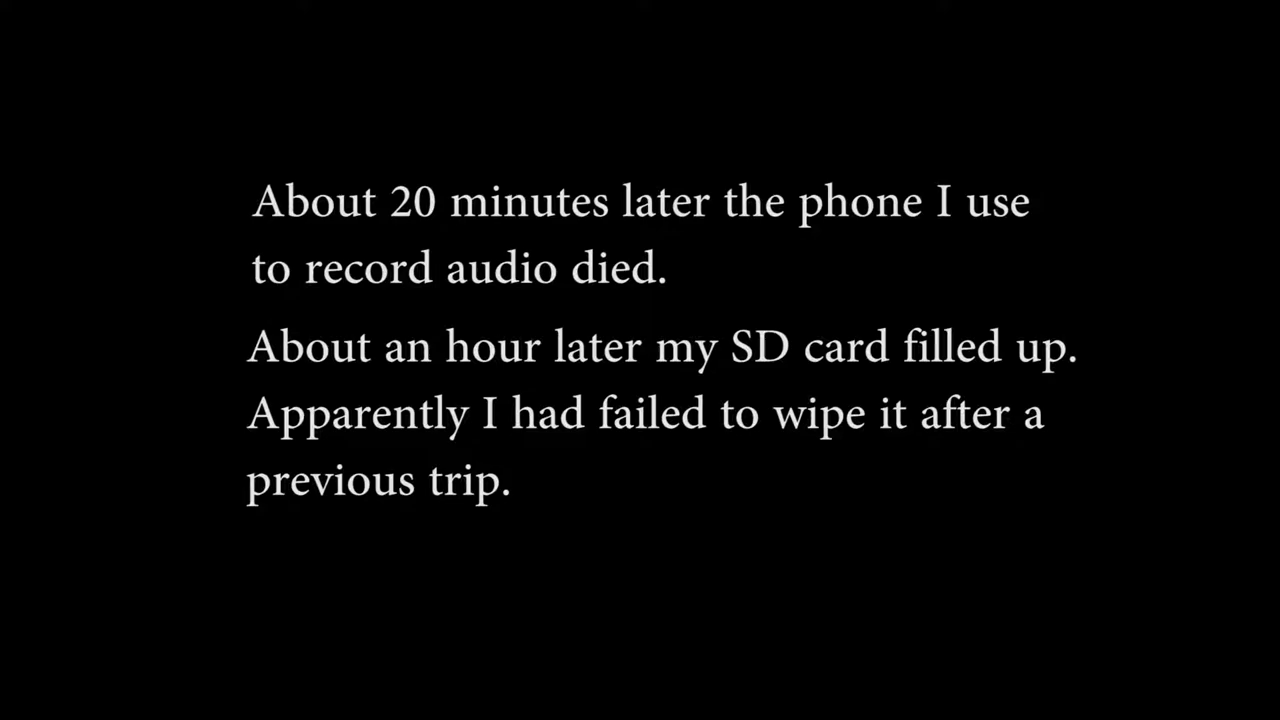 About 20 minutes later the phone I use
to record audio died.
About an hour later my SD card filled up.
Apparently I had failed to wipe it after a
previous trip.